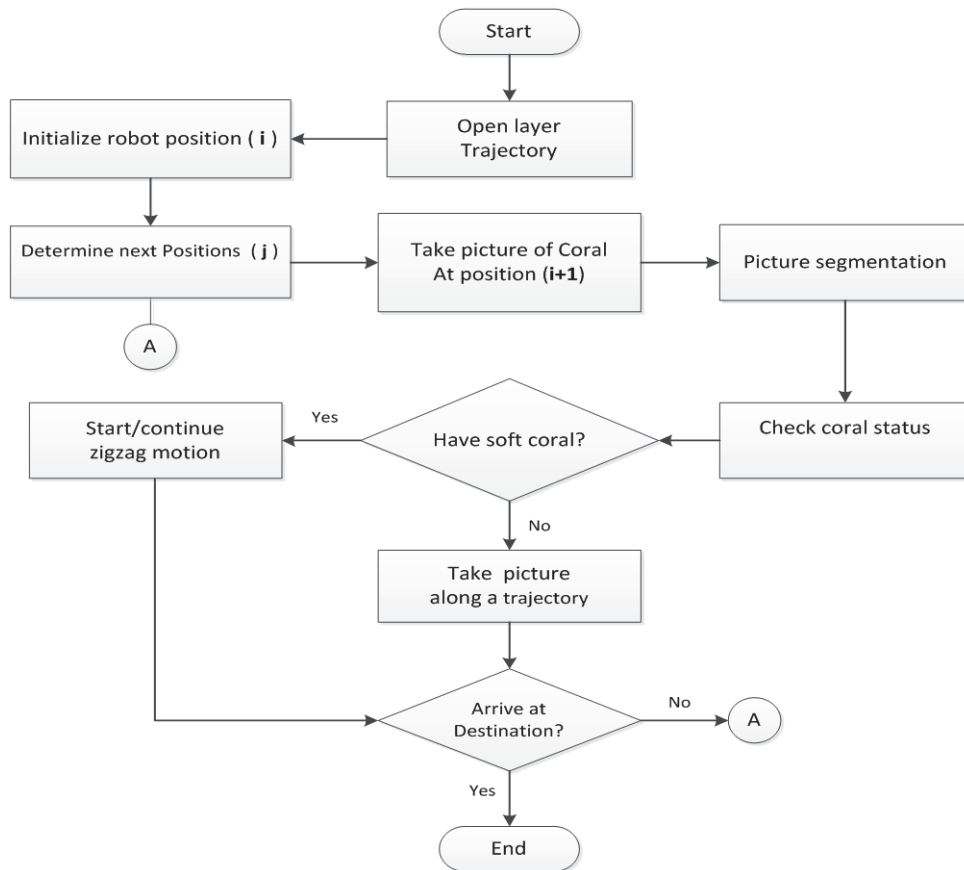 Start
Open layer
Trajectory
Initialize robot position ( i )
Determine next Positions ( j )
Take picture of Coral
At position (i+1)
Picture segmentation
A
Check coral status
Have soft coral?
Yes
Start/continue
zigzag motion
No
Take picture
along a trajectory
Arrive at
Destination?
No
A
Yes
End